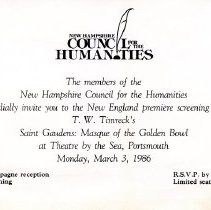 NEW HAMPSHIRE
COUNCIL FOR THE
HUMANITIES
The members of the
New Hampshire Council for the Humanities
dially invite you to the New England premiere screening
T. W. Timreck's
Saint Gaudens: Masque of the Golden Bowl
at Theatre by the Sea, Portsmouth
Monday, March 3, 1986
pagne reception
ning
R.S.V.P. by
Limited seat